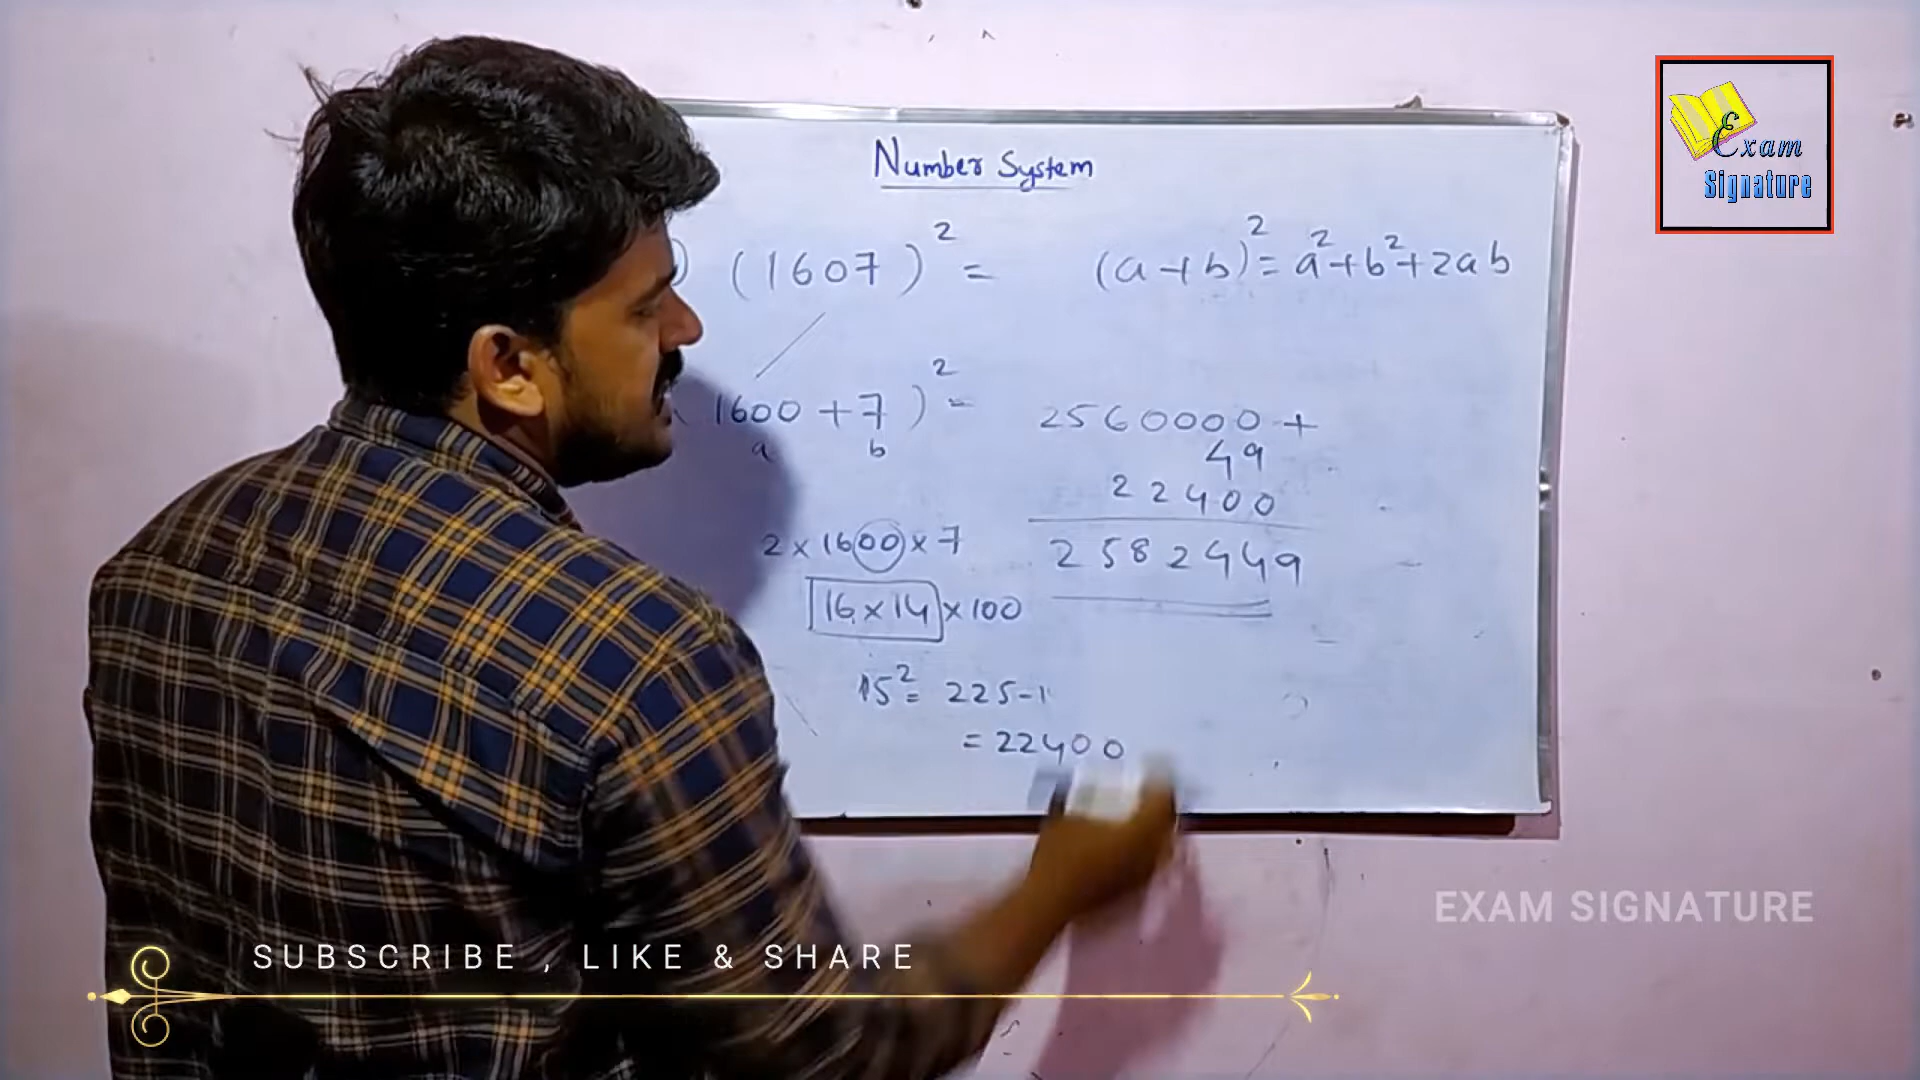 Exam
Signature
Number System
) (1607)² =
(a+b)² = a²+b²+2ab
1600 + 7 )² =
a b
2560000 +
49
22400
2582449
2 × 1600 × 7
16 × 14 × 100
15² = 225-1
= 22400
EXAM SIGNATURE
SUBSCRIBE , LIKE & SHARE